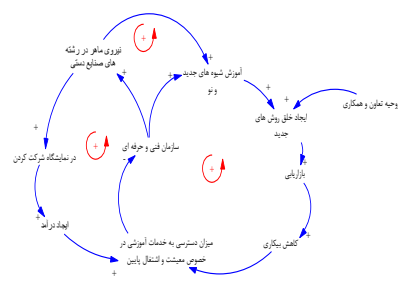 نیروی ماهر در رشته
های صنایع دستی
+
آموزش شیوه های جدید
و نو
+
+
+
+
+
وحیه تعاون و همکاری
ایجاد خلق روش های
جدید
+
سازمان فنی و حرفه ای
-
+
در نمایشگاه شرکت کردن
+
+
+
بازاریابی
ایجاد درآمد
+
+
کاهش بیکاری
میزان دسترسی به خدمات آموزشی در
خصوص معیشت و اشتغال پایین
+